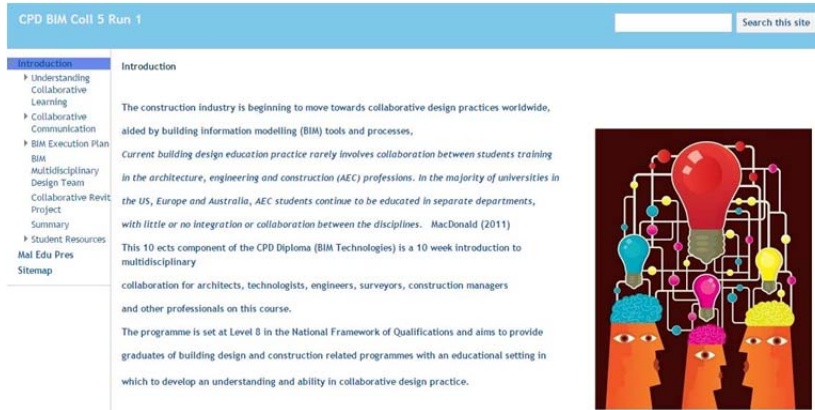 CPD BIM Coll 5 Run 1
Search this site
Introduction
Understanding
Collaborative
Learning
Collaborative
Communication
BIM Execution Plan
BIM
Multidisciplinary
Design Team
Collaborative Revit
Project
Summary
Student Resources
Mal Edu Pres
Sitemap
Introduction
The construction industry is beginning to move towards collaborative design practices worldwide,
aided by building information modelling (BIM) tools and processes,
Current building design education practice rarely involves collaboration between students training
in the architecture, engineering and construction (AEC) professions. In the majority of universities in
the US, Europe and Australia, AEC students continue to be educated in separate departments,
with little or no integration or collaboration between the disciplines. MacDonald (2011)
This 10 ects component of the CPD Diploma (BIM Technologies) is a 10 week introduction to
multidisciplinary
collaboration for architects, technologists, engineers, surveyors, construction managers
and other professionals on this course.
The programme is set at Level 8 in the National Framework of Qualifications and aims to provide
graduates of building design and construction related programmes with an educational setting in
which to develop an understanding and ability in collaborative design practice.